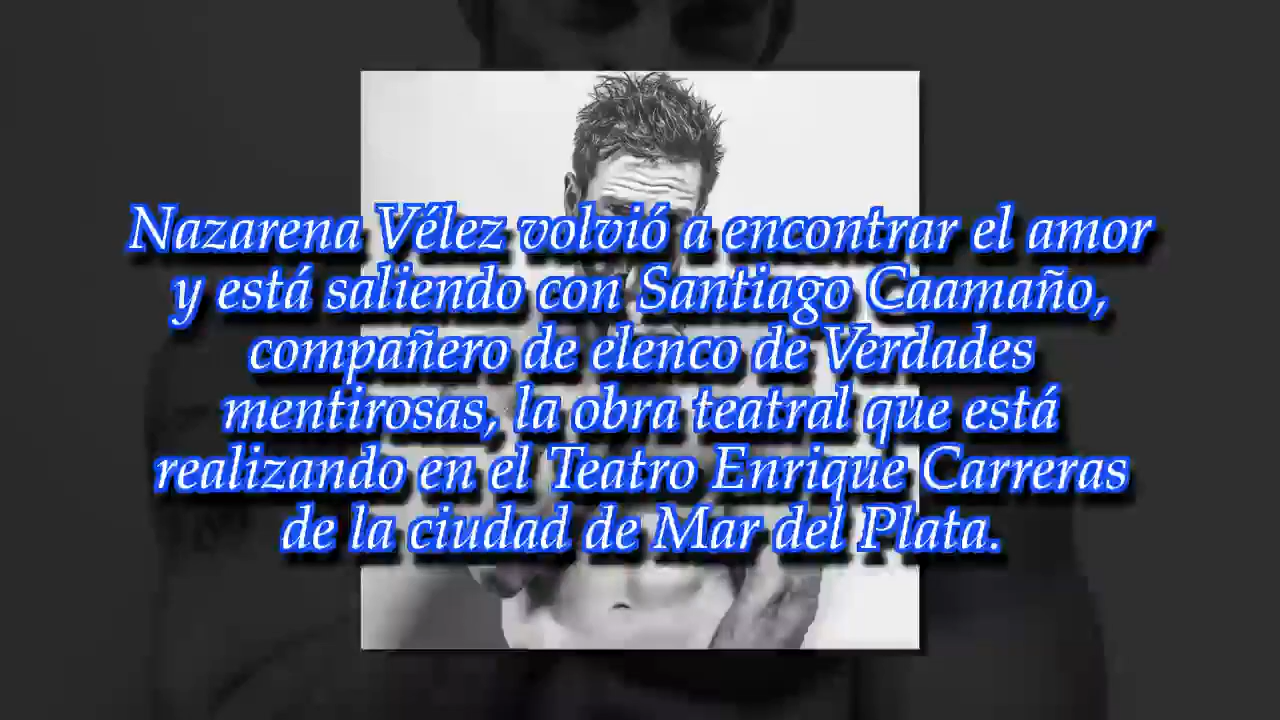 Nazarena Vélez volvió a encontrar el amor
y está saliendo con Santiago Caamaño,
compañero de elenco de Verdades
mentirosas, la obra teatral que está
realizando en el Teatro Enrique Carreras
de la ciudad de Mar del Plata.